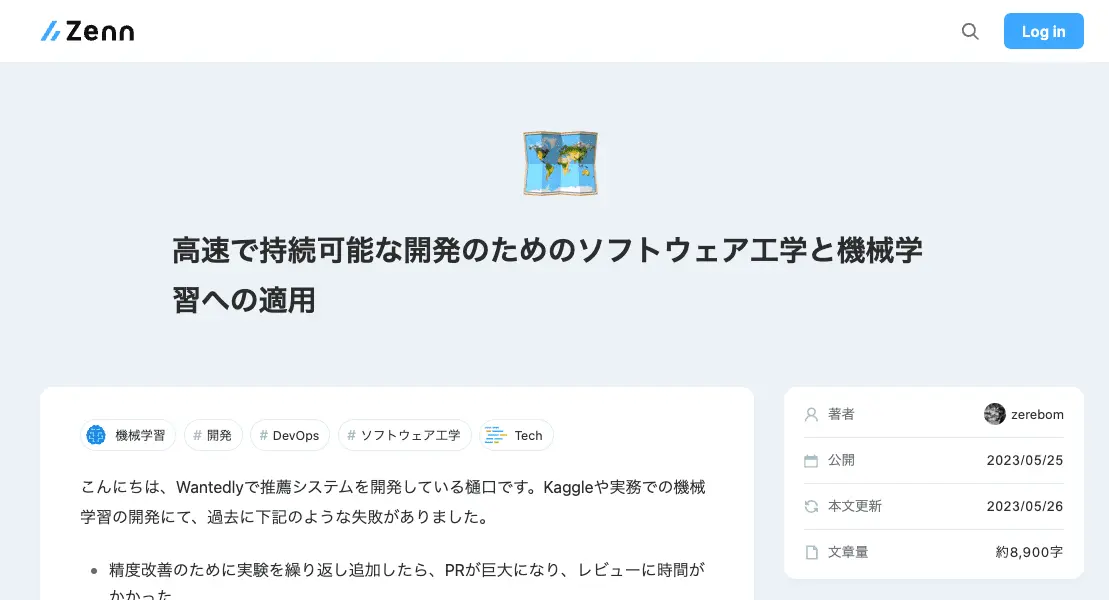 Zenn
Log in
高速で持続可能な開発のためのソフトウェア工学と機械学
習への適用
機械学習 # 開発 # DevOps # ソフトウェア工学 Tech
こんにちは、Wantedlyで推薦システムを開発している樋口です。Kaggleや実務での機械
学習の開発にて、過去に下記のような失敗がありました。
• 精度改善のために実験を繰り返し追加したら、PRが巨大になり、レビューに時間が
かかった
著者 zerebom
公開 2023/05/25
本文更新 2023/05/26
文章量 約8,900字